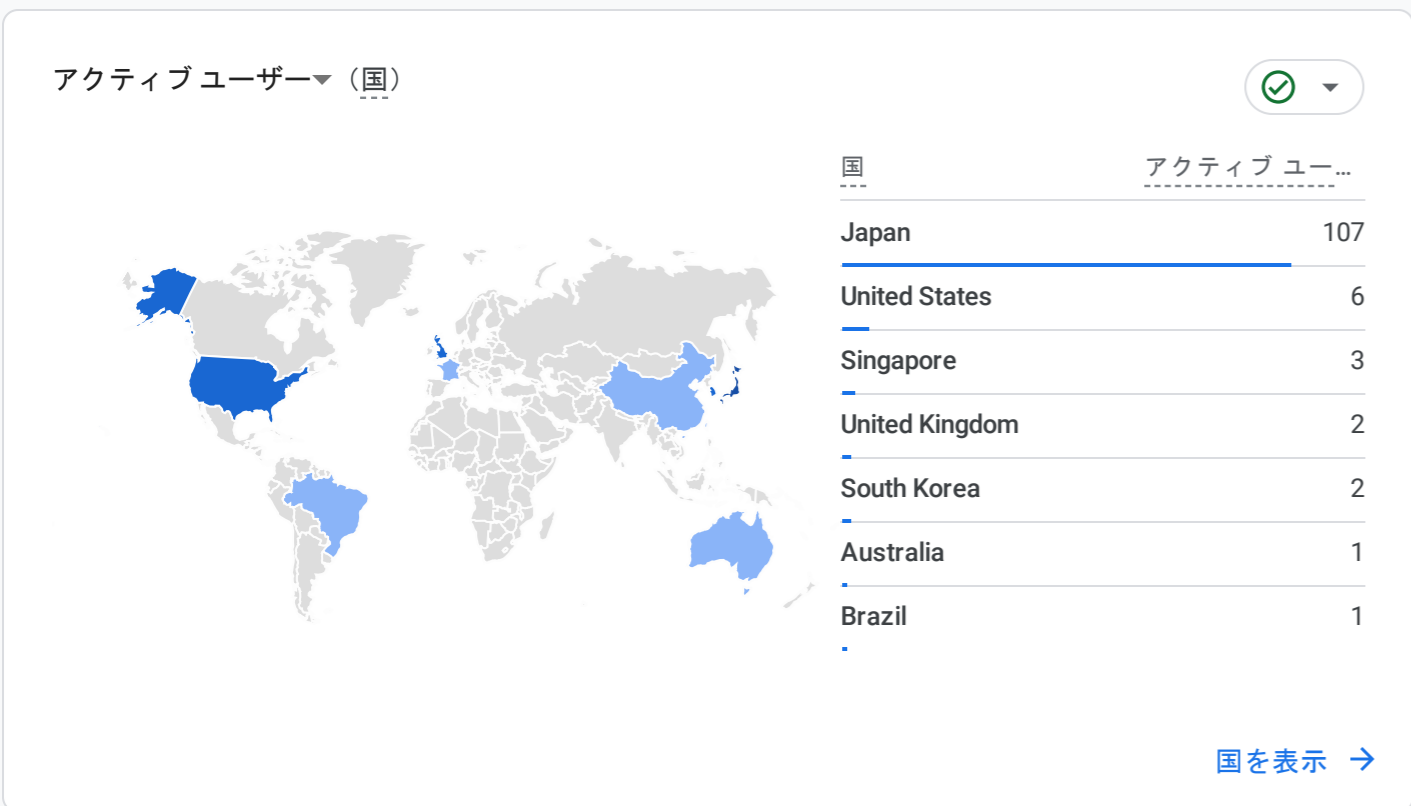 アクティブ ユーザー（国）
国 アクティブ ユー…
Japan 107
United States 6
Singapore 3
United Kingdom 2
South Korea 2
Australia 1
Brazil 1
国を表示